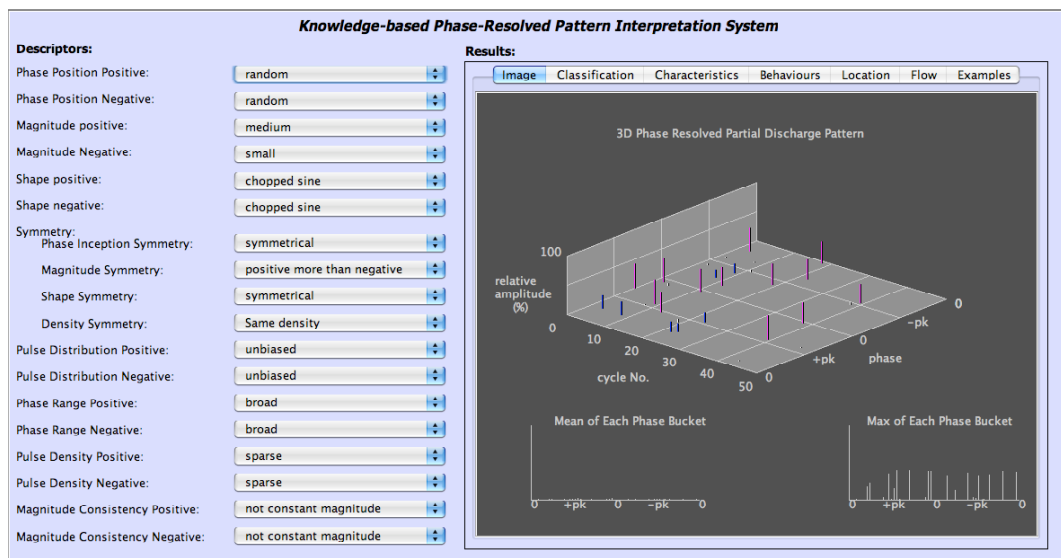 Knowledge-based Phase-Resolved Pattern Interpretation System
Descriptors:
Phase Position Positive: random
Phase Position Negative: random
Magnitude positive: medium
Magnitude Negative: small
Shape positive: chopped sine
Shape negative: chopped sine
Symmetry:
Phase Inception Symmetry: symmetrical
Magnitude Symmetry: positive more than negative
Shape Symmetry: symmetrical
Density Symmetry: Same density
Pulse Distribution Positive: unbiased
Pulse Distribution Negative: unbiased
Phase Range Positive: broad
Phase Range Negative: broad
Pulse Density Positive: sparse
Pulse Density Negative: sparse
Magnitude Consistency Positive: not constant magnitude
Magnitude Consistency Negative: not constant magnitude
Results:
Image Classification Characteristics Behaviours Location Flow Examples
3D Phase Resolved Partial Discharge Pattern
100
relative
amplitude
(%)
0
0 10 20 30 40 50
cycle No.
0 +pk 0 -pk 0
phase
Mean of Each Phase Bucket
0 +pk 0 -pk 0
Max of Each Phase Bucket
0 +pk 0 -pk 0